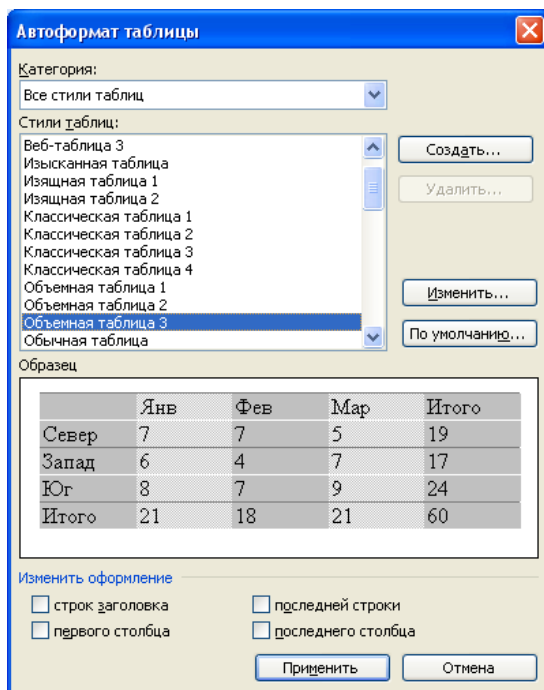 Автоформат таблицы
Категория:
Все стили таблиц
Стили таблиц:
Веб-таблица 3
Изысканная таблица
Изящная таблица 1
Изящная таблица 2
Классическая таблица 1
Классическая таблица 2
Классическая таблица 3
Классическая таблица 4
Объемная таблица 1
Объемная таблица 2
Объемная таблица 3
Обычная таблица
Создать...
Удалить...
Изменить...
По умолчанию...
Образец
Янв Фев Мар Итого
Север 7 7 5 19
Запад 6 4 7 17
Юг 8 7 9 24
Итого 21 18 21 60
Изменить оформление
строк заголовка последней строки
первого столбца последнего столбца
Применить Отмена